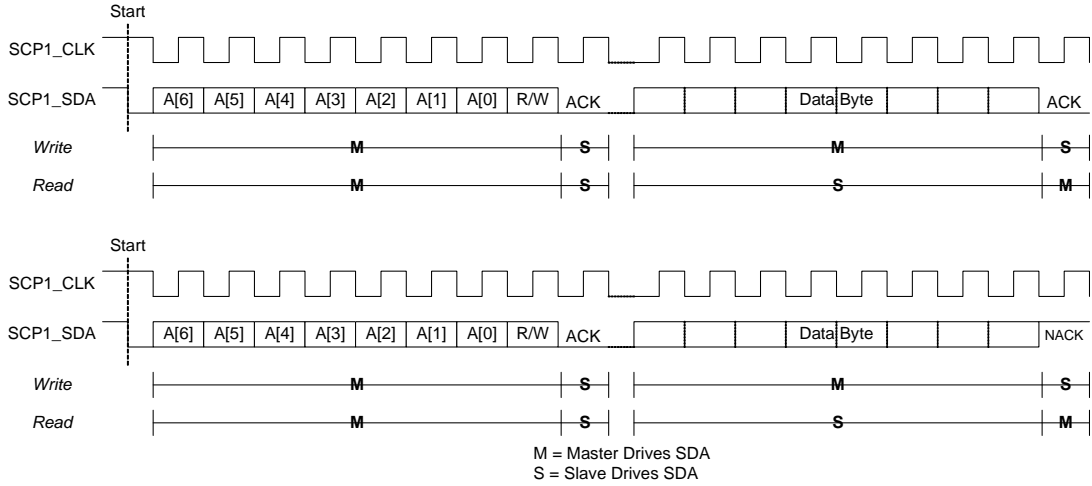 Start
SCP1_CLK
SCP1_SDA A[6] A[5] A[4] A[3] A[2] A[1] A[0] R/W ACK Data Byte ACK
Write M S M S
Read M S S M
Start
SCP1_CLK
SCP1_SDA A[6] A[5] A[4] A[3] A[2] A[1] A[0] R/W ACK Data Byte NACK
Write M S M S
Read M S S M
M = Master Drives SDA
S = Slave Drives SDA